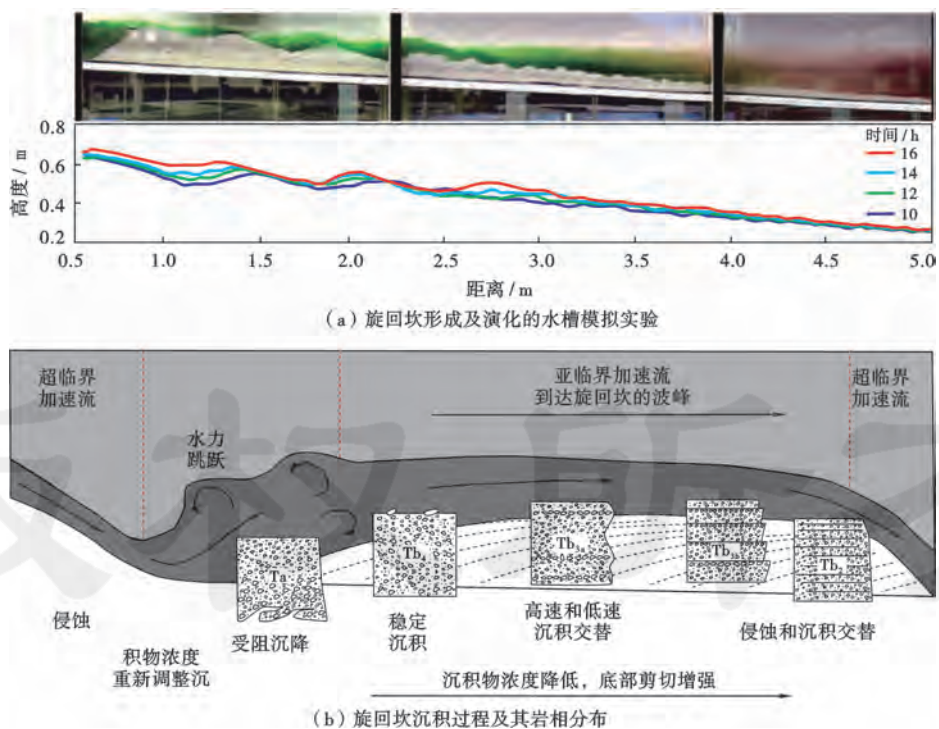 0.8
0.6
0.4
0.2
高度 / m
时间 / h
16
14
12
10
0.5 1.0 1.5 2.0 2.5 3.0 3.5 4.0 4.5 5.0
距离 / m
(a) 旋回坎形成及演化的水槽模拟实验
超临界
加速流
亚临界加速流
到达旋回坎的波峰
超临界
加速流
水力
跳跃
Ta
侵蚀
积物浓度
重新调整沉
受阻沉降
稳定
沉积
高速和低速
沉积交替
侵蚀和沉积交替
沉积物浓度降低，底部剪切增强
(b) 旋回坎沉积过程及其岩相分布